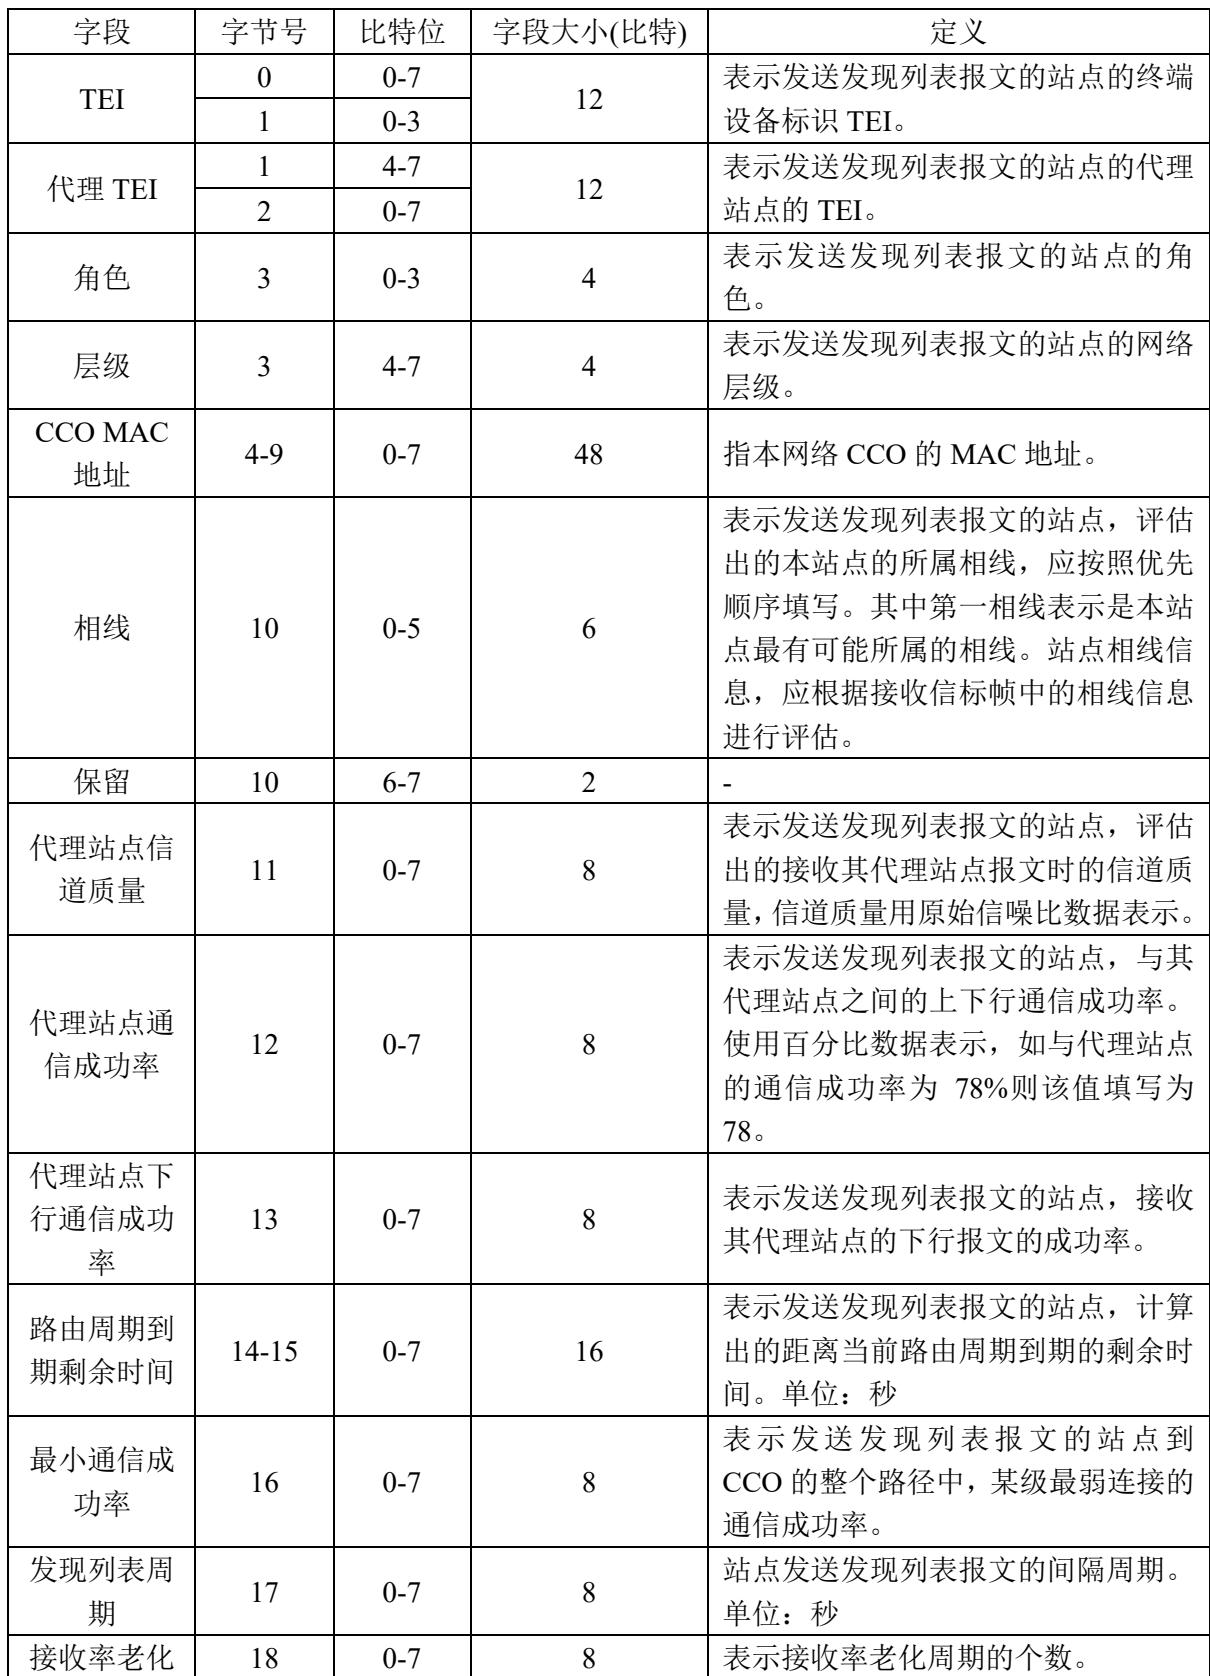 字段 字节号 比特位 字段大小(比特) 定义
TEI 0 0-7 12 表示发送发现列表报文的站点的终端
1 0-3 设备标识 TEI。
代理 TEI 1 4-7 12 表示发送发现列表报文的站点的代理
2 0-7 站点的 TEI。
角色 3 0-3 4 表示发送发现列表报文的站点的角
色。
层级 3 4-7 4 表示发送发现列表报文的站点的网络
层级。
CCO MAC
地址 4-9 0-7 48 指本网络 CCO 的 MAC 地址。
相线 10 0-5 6 表示发送发现列表报文的站点，评估
出的本站点的所属相线，应按照优先
顺序填写。其中第一相线表示是本站
点最有可能所属的相线。站点相线信
息，应根据接收信标帧中的相线信息
进行评估。
保留 10 6-7 2 -
代理站点信
道质量 11 0-7 8 表示发送发现列表报文的站点，评估
出的接收其代理站点报文时的信道质
量，信道质量用原始信噪比数据表示。
代理站点通
信成功率 12 0-7 8 表示发送发现列表报文的站点，与其
代理站点之间的上下行通信成功率。
使用百分比数据表示，如与代理站点
的通信成功率为 78%则该值填写为
78。
代理站点下
行通信成功
率 13 0-7 8 表示发送发现列表报文的站点，接收
其代理站点的下行报文的成功率。
路由周期到
期剩余时间 14-15 0-7 16 表示发送发现列表报文的站点，计算
出的距离当前路由周期到期的剩余时
间。单位：秒
最小通信成
功率 16 0-7 8 表示发送发现列表报文的站点到
CCO 的整个路径中，某级最弱连接的
通信成功率。
发现列表周
期 17 0-7 8 站点发送发现列表报文的间隔周期。
单位：秒
接收率老化 18 0-7 8 表示接收率老化周期的个数。